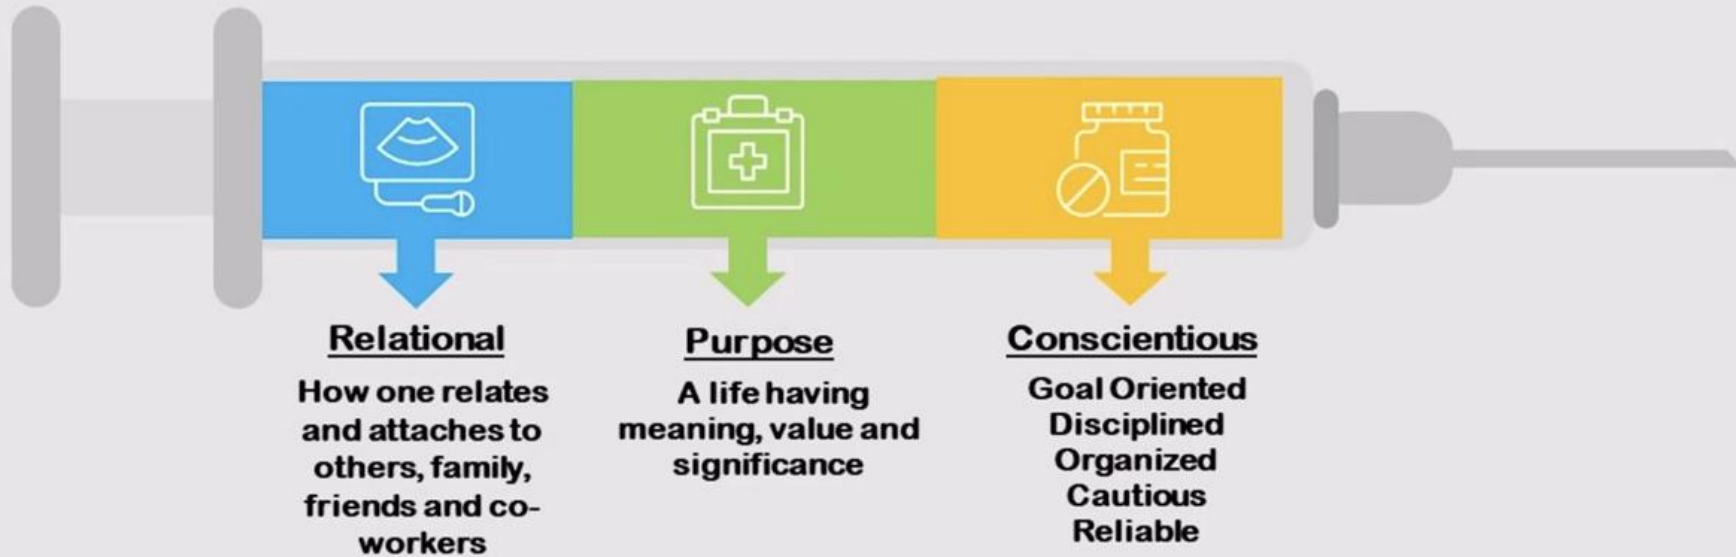 Relational
How one relates
and attaches to
others, family,
friends and co-
workers
Purpose
A life having
meaning, value and
significance
Conscientious
Goal Oriented
Disciplined
Organized
Cautious
Reliable